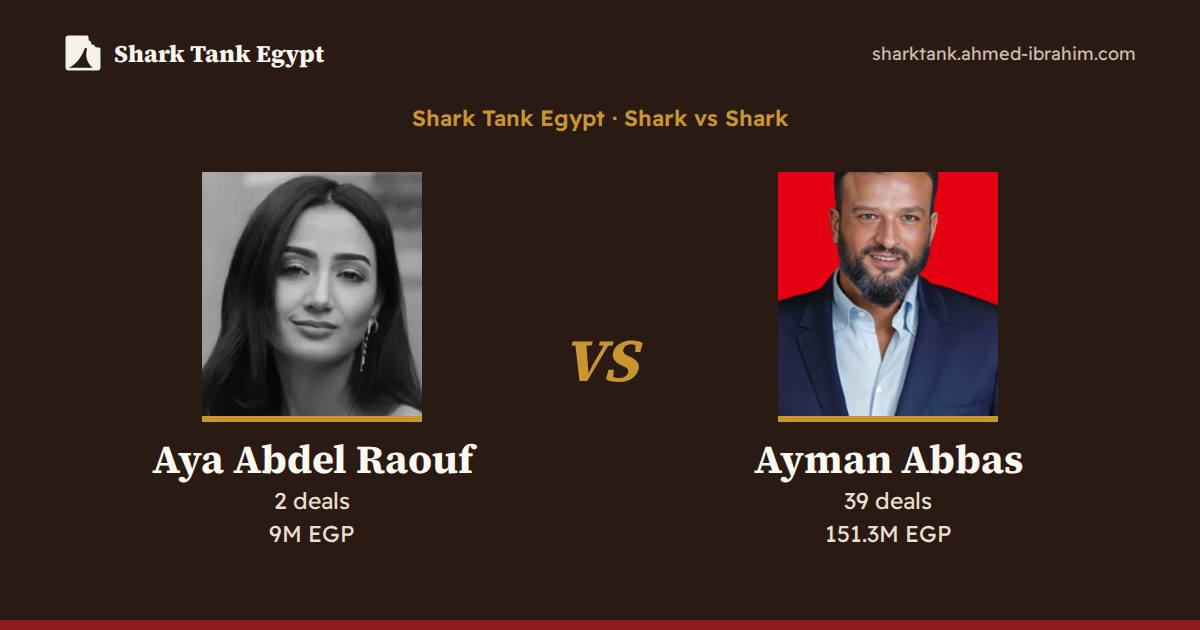 Shark Tank Egypt
sharktank.ahmed-ibrahim.com
Shark Tank Egypt · Shark vs Shark
VS
Aya Abdel Raouf
2 deals
9M EGP
Ayman Abbas
39 deals
151.3M EGP